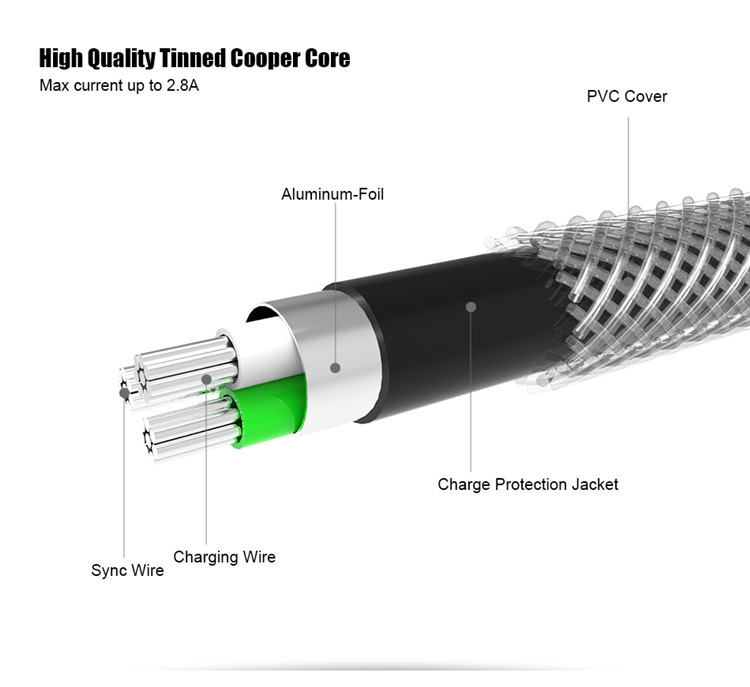 High Quality Tinned Cooper Core
Max current up to 2.8A
PVC Cover
Aluminum-Foil
Charge Protection Jacket
Charging Wire
Sync Wire